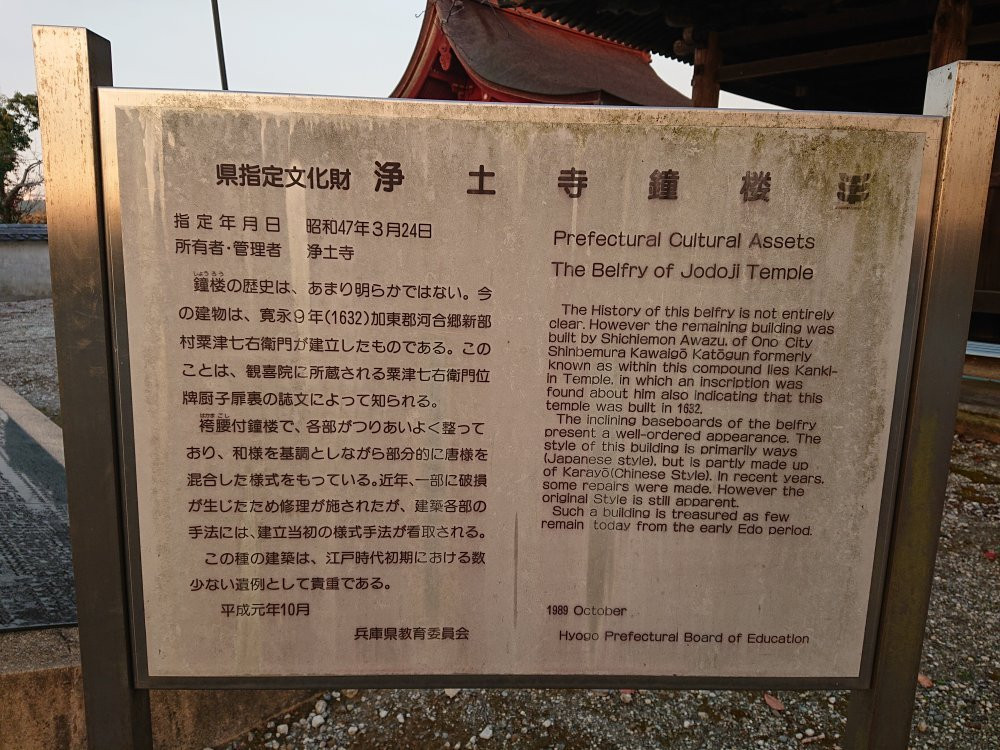 県指定文化財 浄土寺鐘楼
指定年月日 昭和47年3月24日
所有者・管理者 浄土寺
しょうろう
鐘楼の歴史は、あまり明らかではない。今
の建物は、寛永9年(1632)加東郡河合郷新部
村粟津七右衛門が建立したものである。この
ことは、観喜院に所蔵される粟津七右衛門位
牌厨子扉裏の誌文によって知られる。
はかまごし
袴腰付鐘楼で、各部がつりあいよく整って
おり、和様を基調としながら部分的に唐様を
混合した様式をもっている。近年、一部に破損
が生じたため修理が施されたが、建築各部の
手法には、建立当初の様式手法が看取される。
この種の建築は、江戸時代初期における数
少ない遺例として貴重である。
平成元年10月
兵庫県教育委員会
Prefectural Cultural Assets
The Belfry of Jodoji Temple
The History of this belfry is not entirely
clear. However the remaining building was
built by Shichiemon Awazu, of Ono City
Shinbemura Kawaigō Katōgun formerly
known as within this compound lies Kanki-
in Temple, in which an inscription was
found about him also indicating that this
temple was built in 1632.
The inclining baseboards of the belfry
present a well-ordered appearance. The
style of this building is primarily ways
(Japanese style), but is partly made up
of Karayō(Chinese Style). In recent years,
some repairs were made. However the
original Style is still apparent.
Such a building is treasured as few
remain today from the early Edo period.
1989 October
Hyogo Prefectural Board of Education